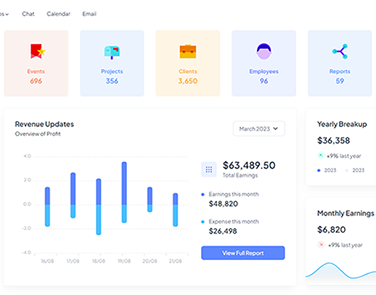 Chat Calendar Email
Events Projects Clients Employees Reports
696 356 3,650 96 59
Revenue Updates
Overview of Profit
March 2023
$63,489.50
Total Earnings
Earnings this month
$48,820
Expense this month
$26,498
View Full Report
4.0
2.0
0.0
-2.0
-4.0
16/08 17/08 18/08 19/08 20/08 21/08
Yearly Breakup
$36,358
+9% last year
2023 2023
Monthly Earnings
$6,820
+9% last year